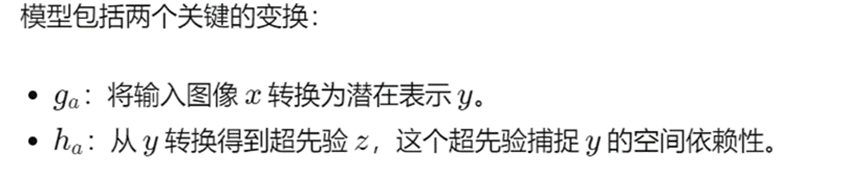 模型包括两个关键的变换：
• gₐ：将输入图像 x 转换为潜在表示 y。
• hₐ：从 y 转换得到超先验 z，这个超先验捕捉 y 的空间依赖性。